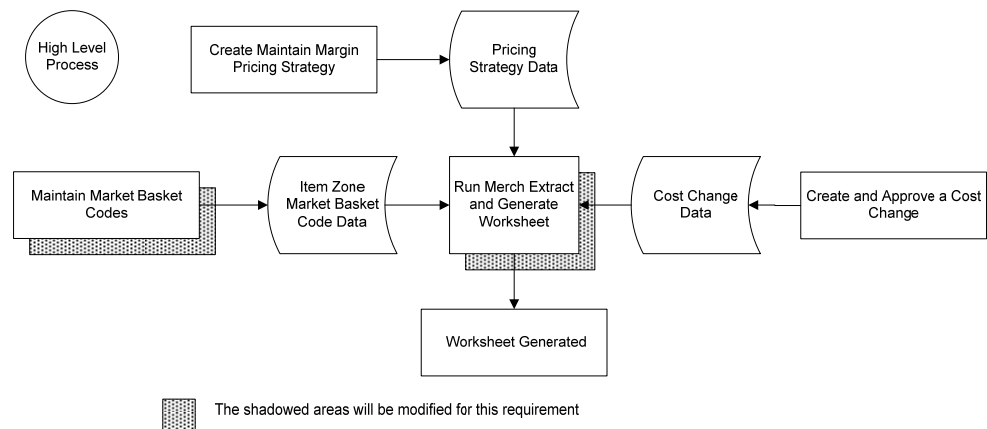 High Level
Process
Create Maintain Margin
Pricing Strategy
Pricing
Strategy Data
Maintain Market Basket
Codes
Item Zone
Market Basket
Code Data
Run Merch Extract
and Generate
Worksheet
Cost Change
Data
Create and Approve a Cost
Change
Worksheet Generated
The shadowed areas will be modified for this requirement